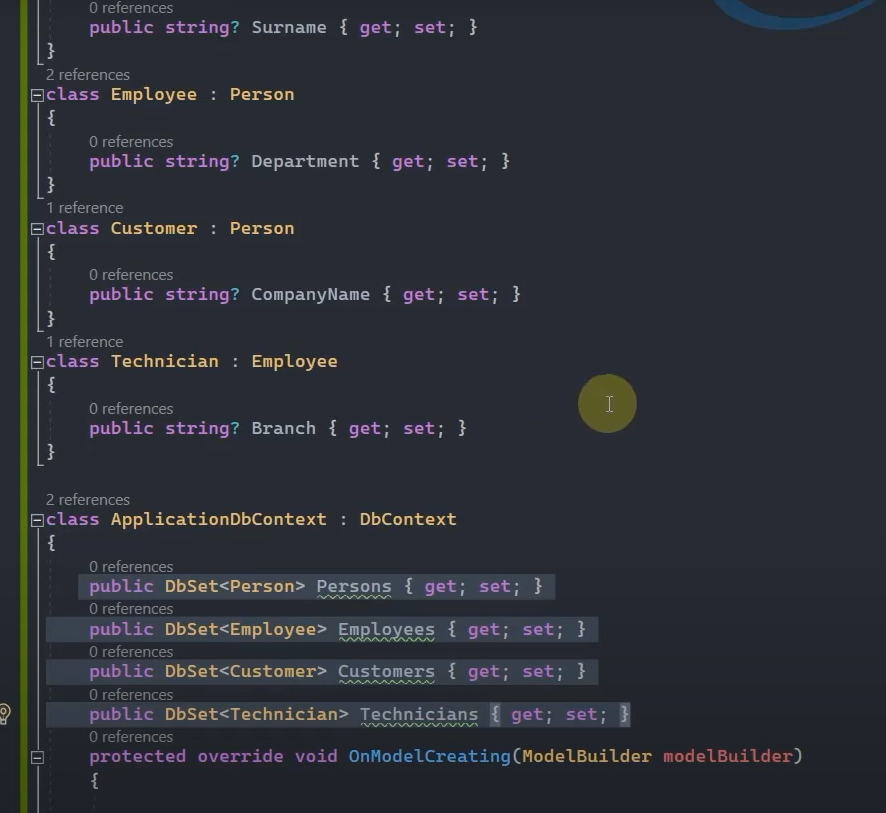 0 references
public string? Surname { get; set; }
}
2 references
class Employee : Person
{
0 references
public string? Department { get; set; }
}
1 reference
class Customer : Person
{
0 references
public string? CompanyName { get; set; }
}
1 reference
class Technician : Employee
{
0 references
public string? Branch { get; set; }
}
2 references
class ApplicationDbContext : DbContext
{
0 references
public DbSet<Person> Persons { get; set; }
0 references
public DbSet<Employee> Employees { get; set; }
0 references
public DbSet<Customer> Customers { get; set; }
0 references
public DbSet<Technician> Technicians { get; set; }
0 references
protected override void OnModelCreating(ModelBuilder modelBuilder)
{